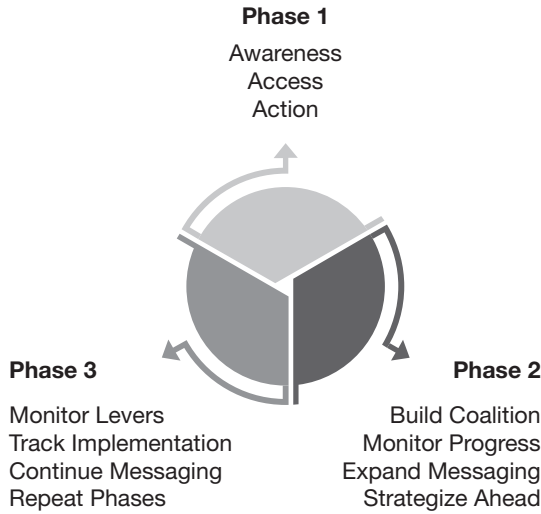 Phase 1
Awareness
Access
Action
Phase 3
Monitor Levers
Track Implementation
Continue Messaging
Repeat Phases
Phase 2
Build Coalition
Monitor Progress
Expand Messaging
Strategize Ahead